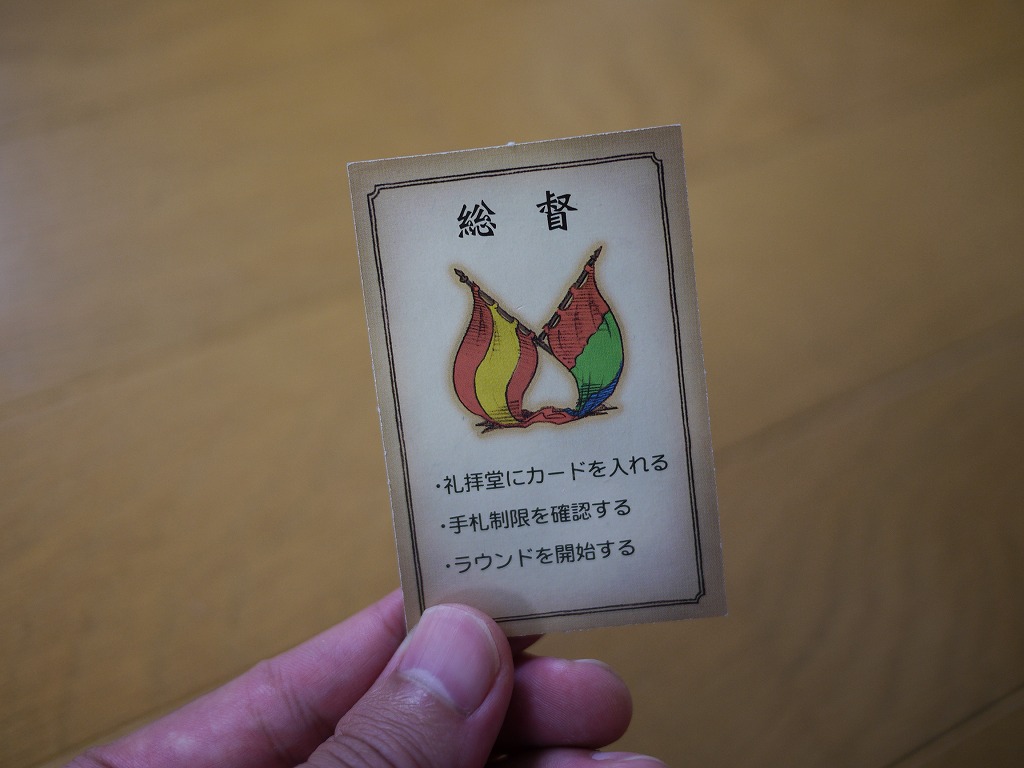 総督
・礼拝堂にカードを入れる
・手札制限を確認する
・ラウンドを開始する